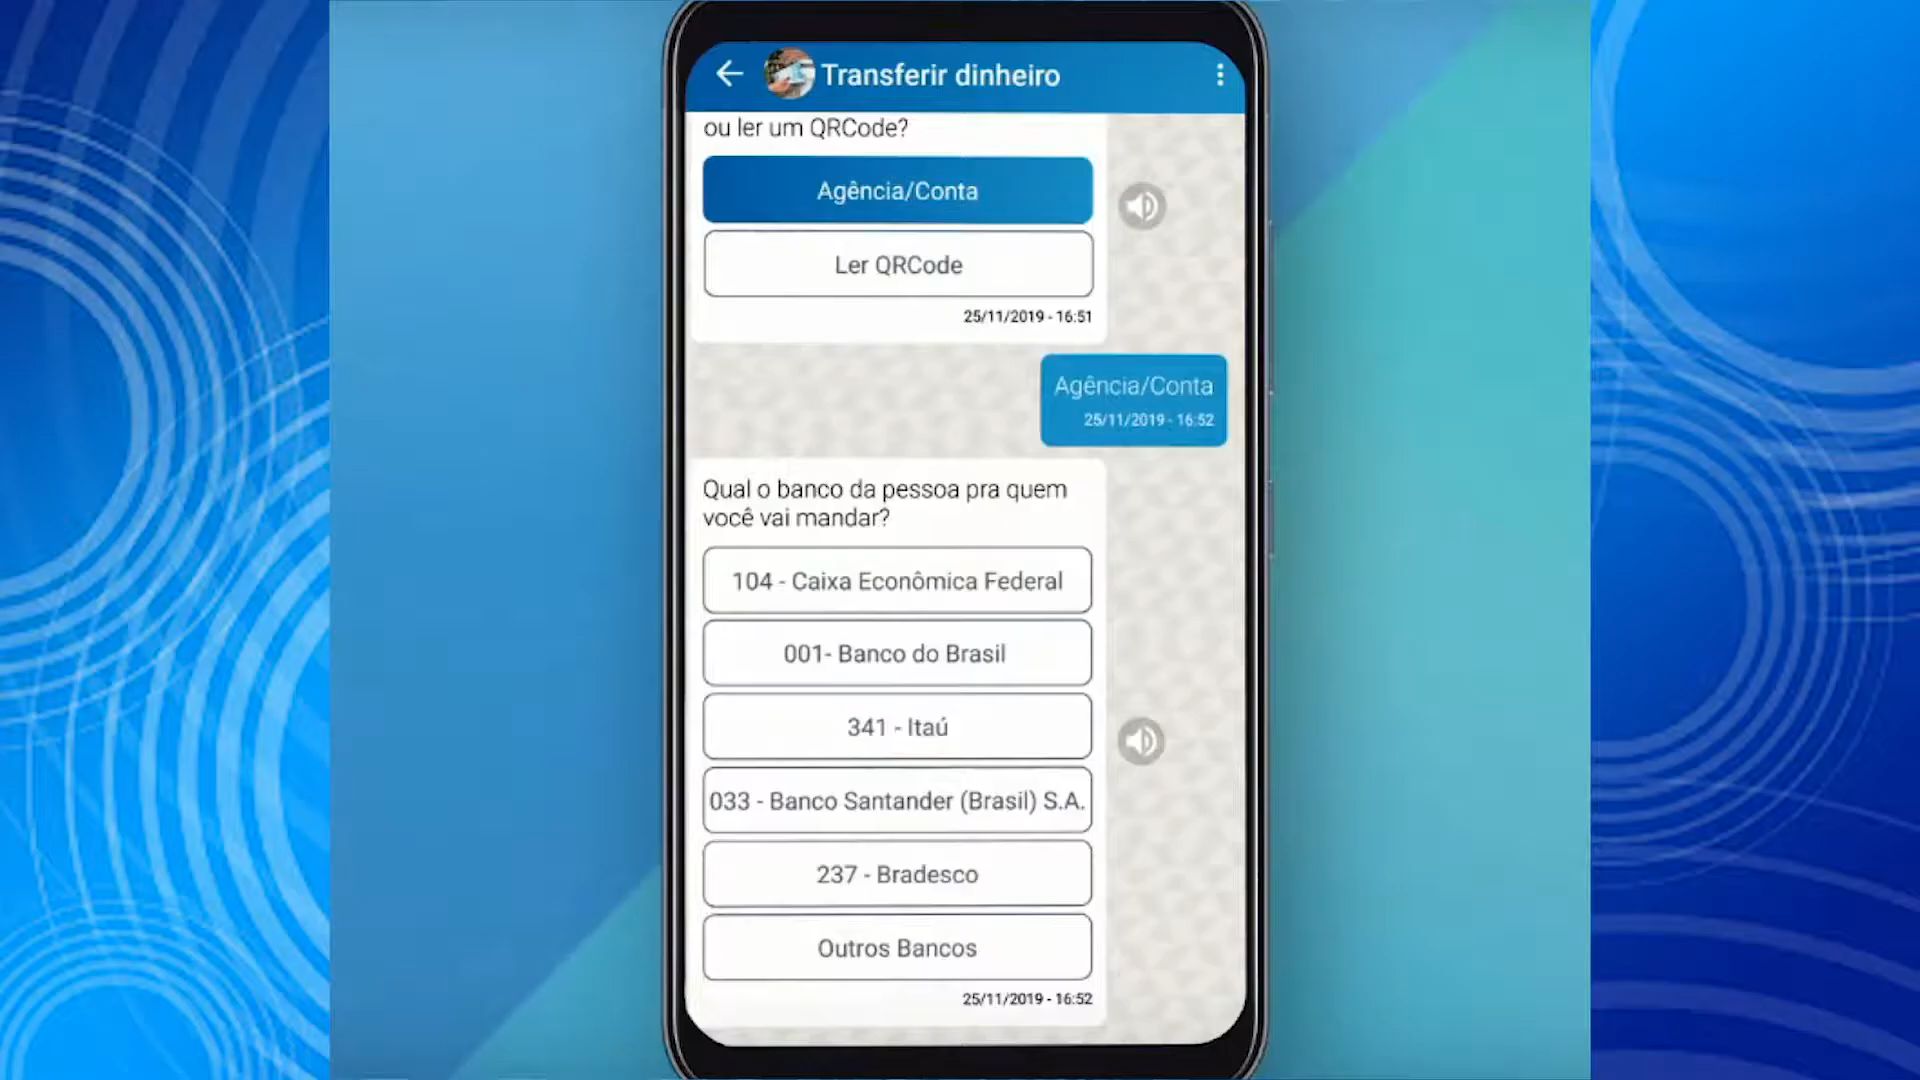 Transferir dinheiro
ou ler um QRCode?
Agência/Conta
Ler QRCode
25/11/2019 - 16:51
Agência/Conta
25/11/2019 - 16:52
Qual o banco da pessoa pra quem
você vai mandar?
104 - Caixa Econômica Federal
001- Banco do Brasil
341 - Itaú
033 - Banco Santander (Brasil) S.A.
237 - Bradesco
Outros Bancos
25/11/2019 - 16:52